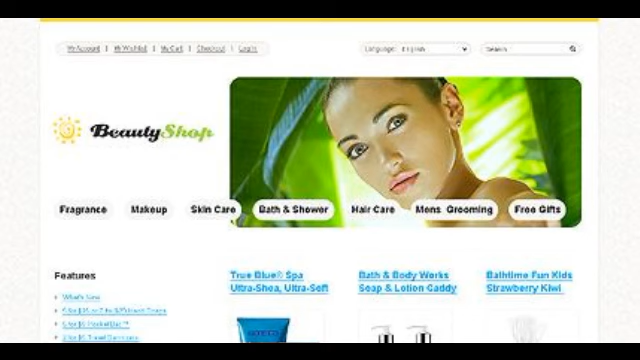 My Account | My Wishlist | My Cart | Checkout | Log In
Language: English
Search
BeautyShop
Fragrance Makeup Skin Care Bath & Shower Hair Care Mens Grooming Free Gifts
Features
True Blue® Spa
Ultra-Shea, Ultra-Soft
Bath & Body Works
Soap & Lotion Caddy
Bathtime Fun Kids
Strawberry Kiwi
What's New